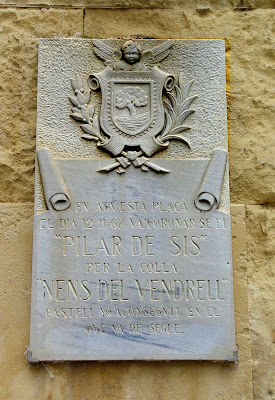 EN AQUESTA PLAÇA
EL DIA 12-11-67 VA CORONAR-SE EL
"PILAR DE SIS"
PER LA COLLA
"NENS DEL VENDRELL"
CASTELL NO ACONSEGUIT EN EL
QUE VA DE SEGLE.